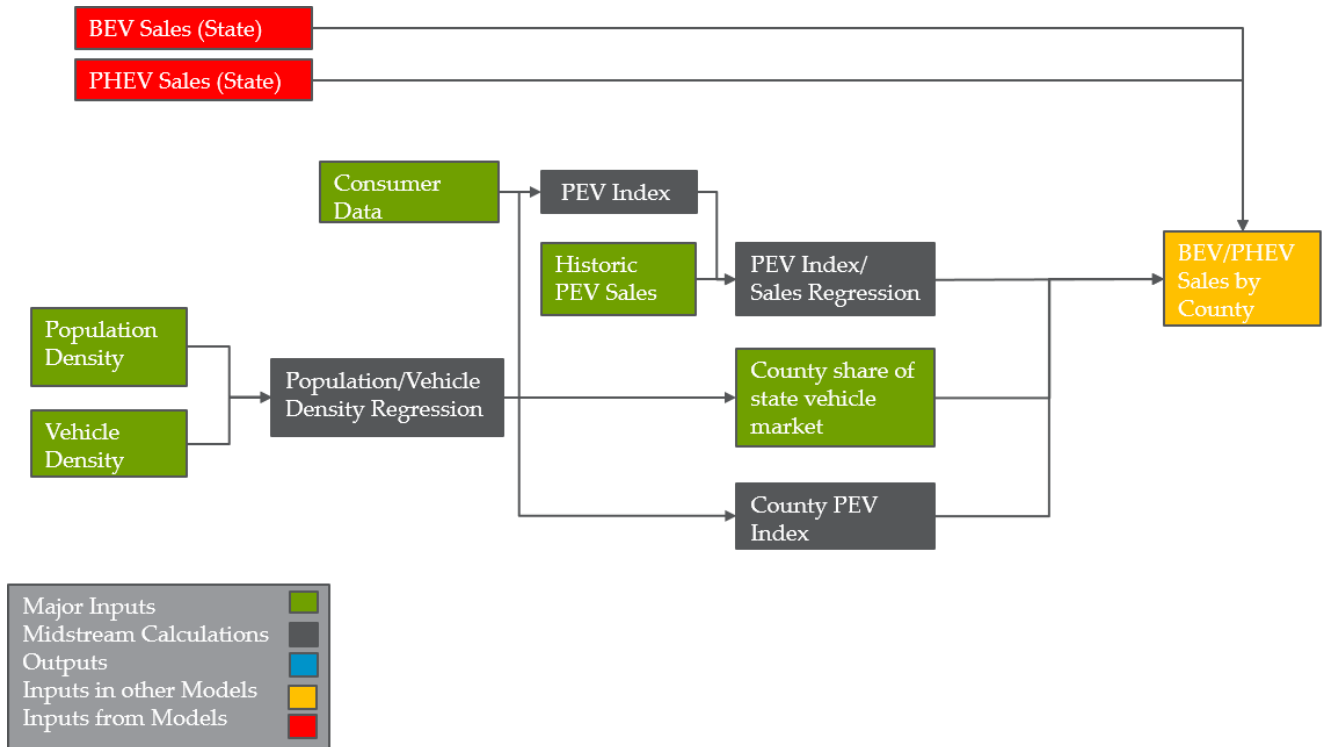 BEV Sales (State)
PHEV Sales (State)
Consumer
Data
PEV Index
Historic
PEV Sales
PEV Index/
Sales Regression
BEV/PHEV
Sales by
County
Population
Density
Vehicle
Density
Population/Vehicle
Density Regression
County share of
state vehicle
market
County PEV
Index
Major Inputs
Midstream Calculations
Outputs
Inputs in other Models
Inputs from Models